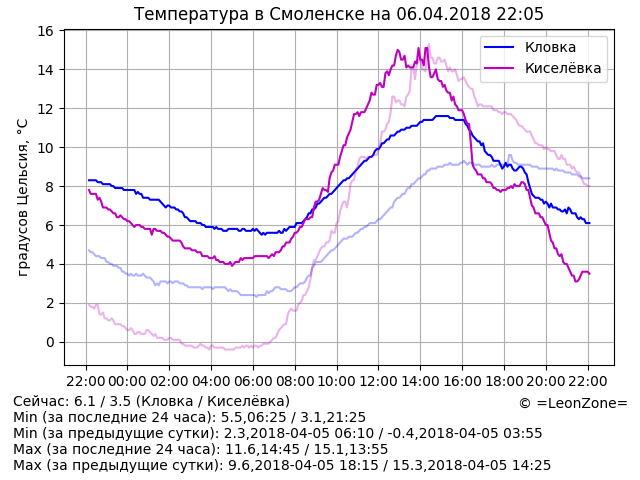 Температура в Смоленске на 06.04.2018 22:05
16
14
12
10
8
6
4
2
0
градусов Цельсия, °C
Кловка
Киселёвка
22:00 00:00 02:00 04:00 06:00 08:00 10:00 12:00 14:00 16:00 18:00 20:00 22:00
Сейчас: 6.1 / 3.5 (Кловка / Киселёвка)
© =LeonZone=
Min (за последние 24 часа): 5.5,06:25 / 3.1,21:25
Min (за предыдущие сутки): 2.3,2018-04-05 06:10 / -0.4,2018-04-05 03:55
Max (за последние 24 часа): 11.6,14:45 / 15.1,13:55
Max (за предыдущие сутки): 9.6,2018-04-05 18:15 / 15.3,2018-04-05 14:25